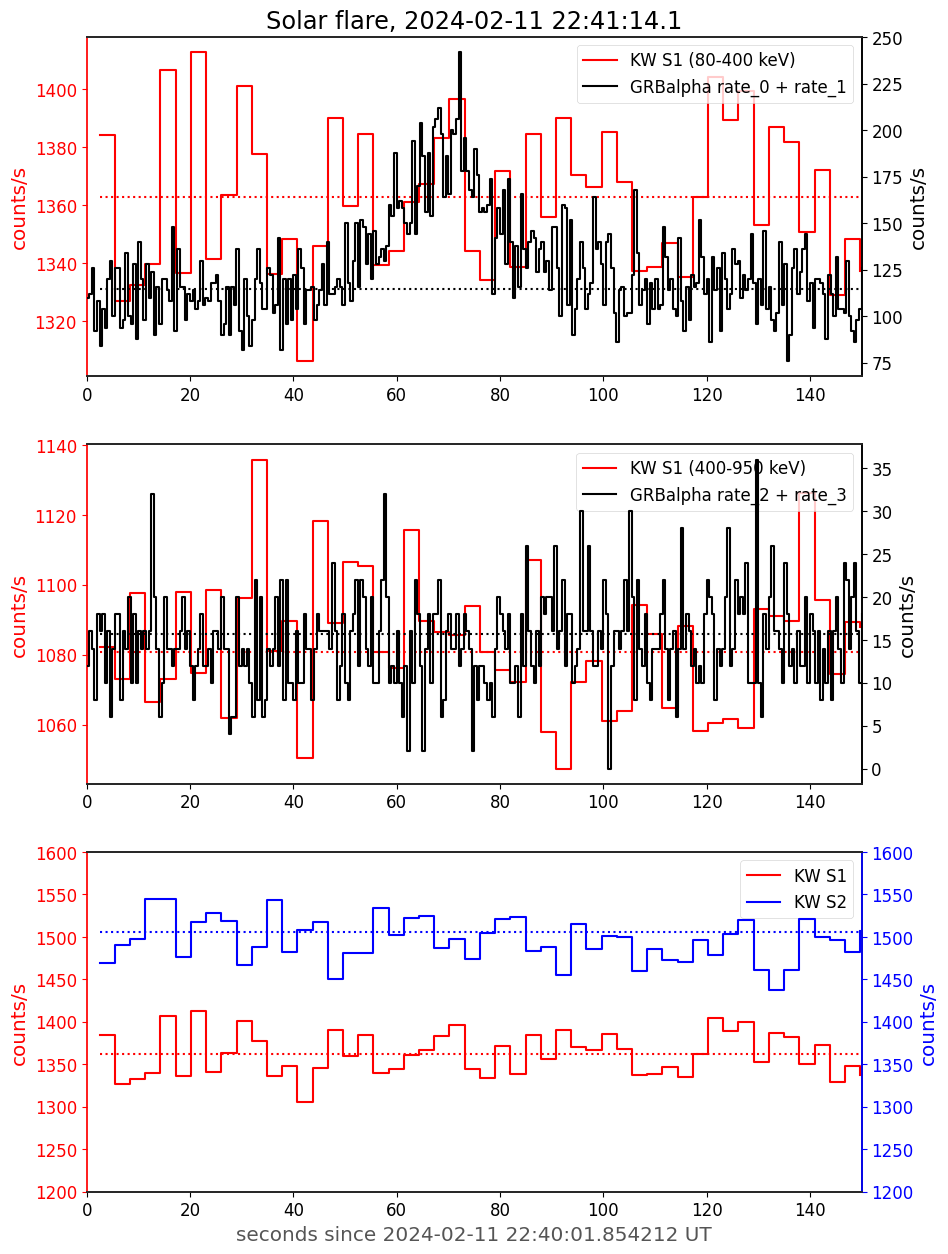 Solar flare, 2024-02-11 22:41:14.1
KW S1 (80-400 keV)
GRBalpha rate_0 + rate_1
counts/s
1400
1380
1360
1340
1320
250
225
200
175
150
125
100
75
counts/s
0 20 40 60 80 100 120 140
KW S1 (400-950 keV)
GRBalpha rate_2 + rate_3
counts/s
1140
1120
1100
1080
1060
35
30
25
20
15
10
5
0
counts/s
0 20 40 60 80 100 120 140
KW S1
KW S2
counts/s
1600
1550
1500
1450
1400
1350
1300
1250
1200
1600
1550
1500
1450
1400
1350
1300
1250
1200
counts/s
0 20 40 60 80 100 120 140
seconds since 2024-02-11 22:40:01.854212 UT